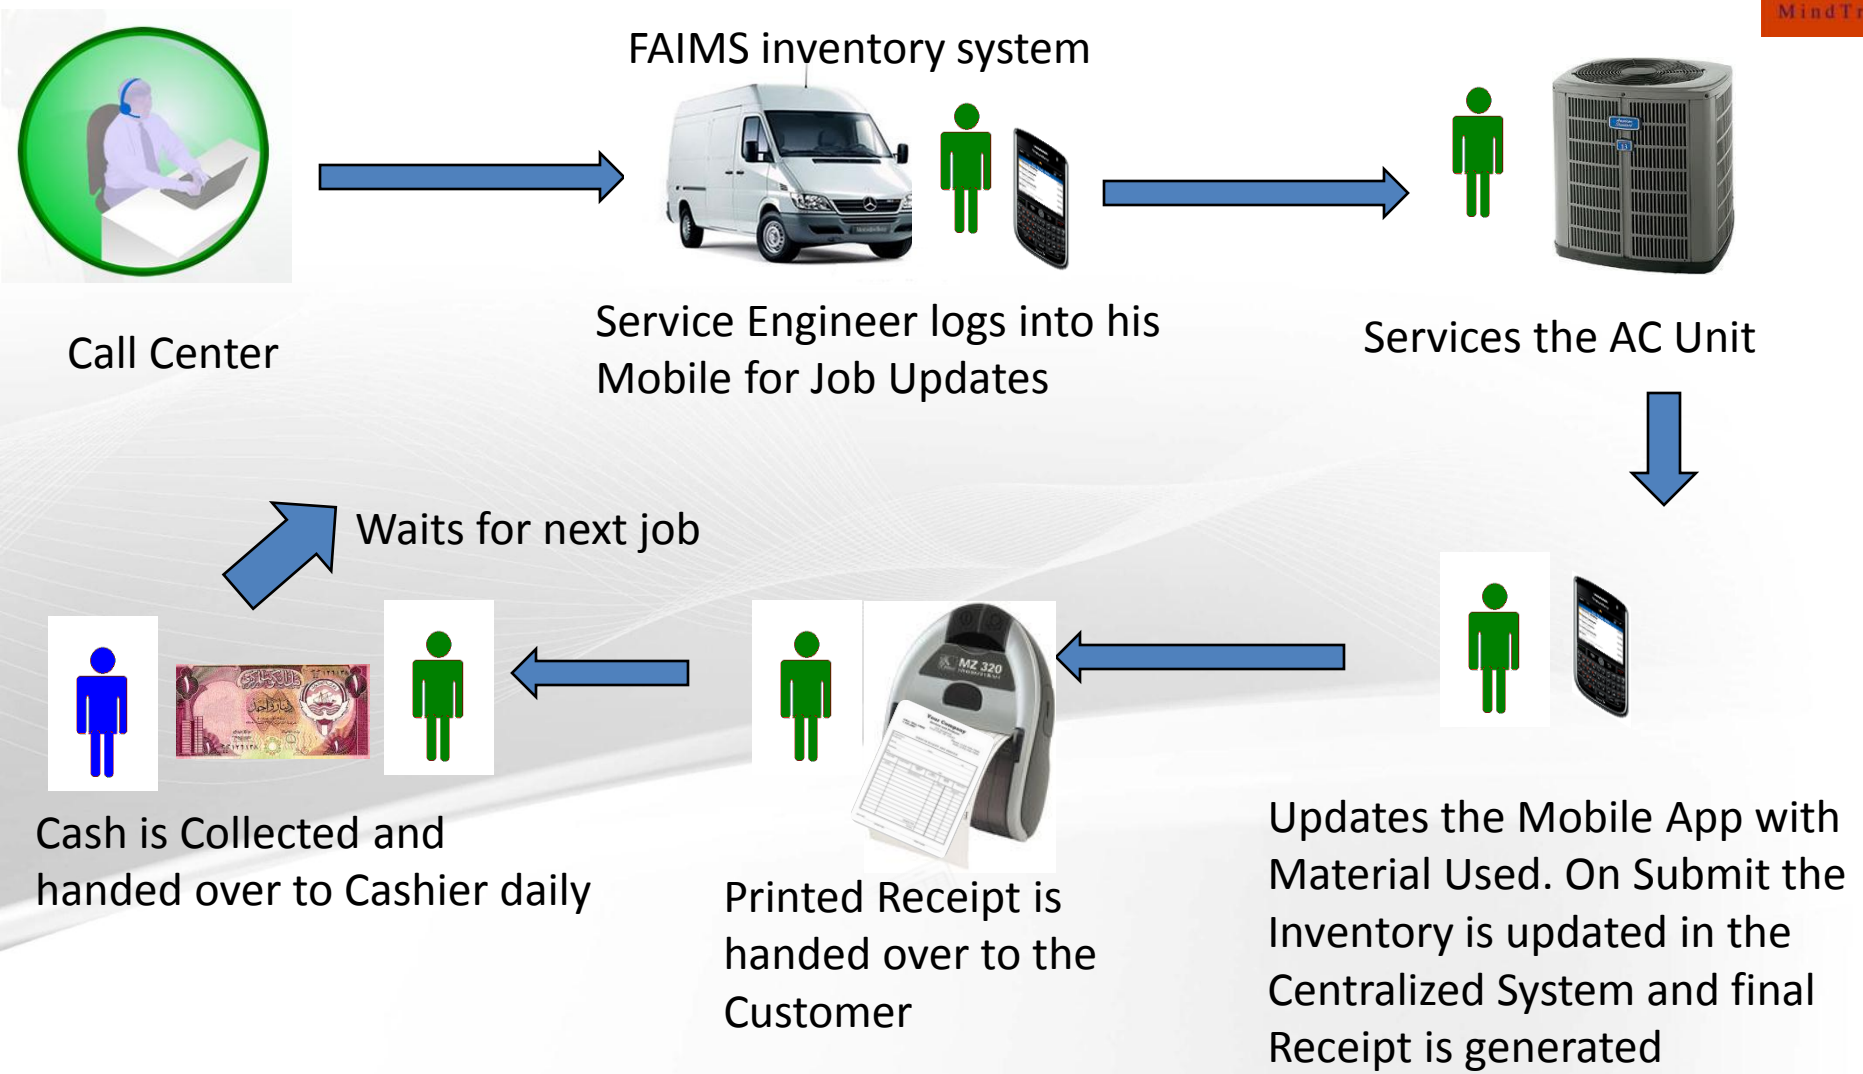 MindTr
FAIMS inventory system
Call Center
Service Engineer logs into his
Mobile for Job Updates
Services the AC Unit
Waits for next job
MZ 320
Your Company
Cash is Collected and
handed over to Cashier daily
Printed Receipt is
handed over to the
Customer
Updates the Mobile App with
Material Used. On Submit the
Inventory is updated in the
Centralized System and final
Receipt is generated